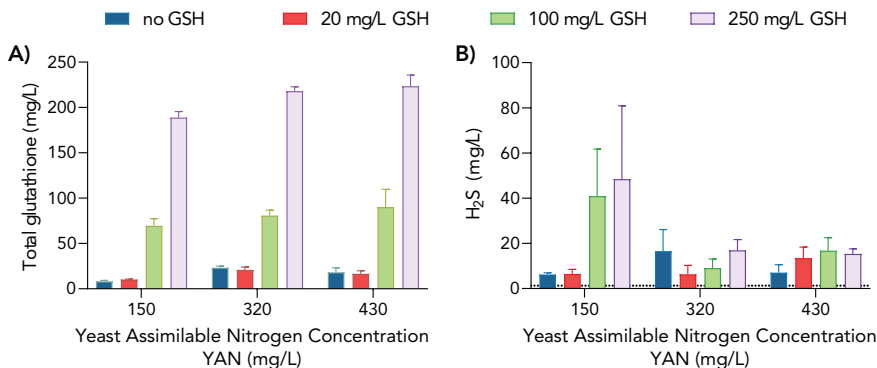 no GSH 20 mg/L GSH 100 mg/L GSH 250 mg/L GSH
A)
Total glutathione (mg/L)
250
200
150
100
50
0
150 320 430
Yeast Assimilable Nitrogen Concentration
YAN (mg/L)
B)
H₂S (mg/L)
100
80
60
40
20
0
150 320 430
Yeast Assimilable Nitrogen Concentration
YAN (mg/L)